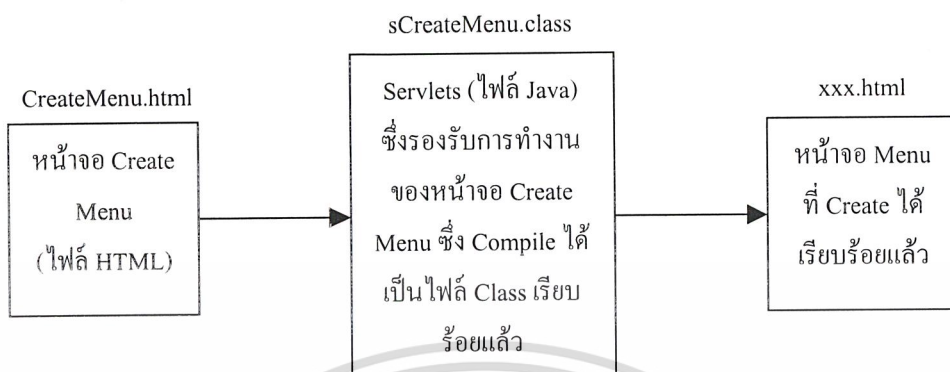 sCreateMenu.class
CreateMenu.html
xxx.html
หน้าจอ Create
Menu
(ไฟล์ HTML)
Servlets (ไฟล์ Java)
ซึ่งรองรับการทำงาน
ของหน้าจอ Create
Menu ซึ่ง Compile ได้
เป็นไฟล์ Class เรียบ
ร้อยแล้ว
หน้าจอ Menu
ที่ Create ได้
เรียบร้อยแล้ว